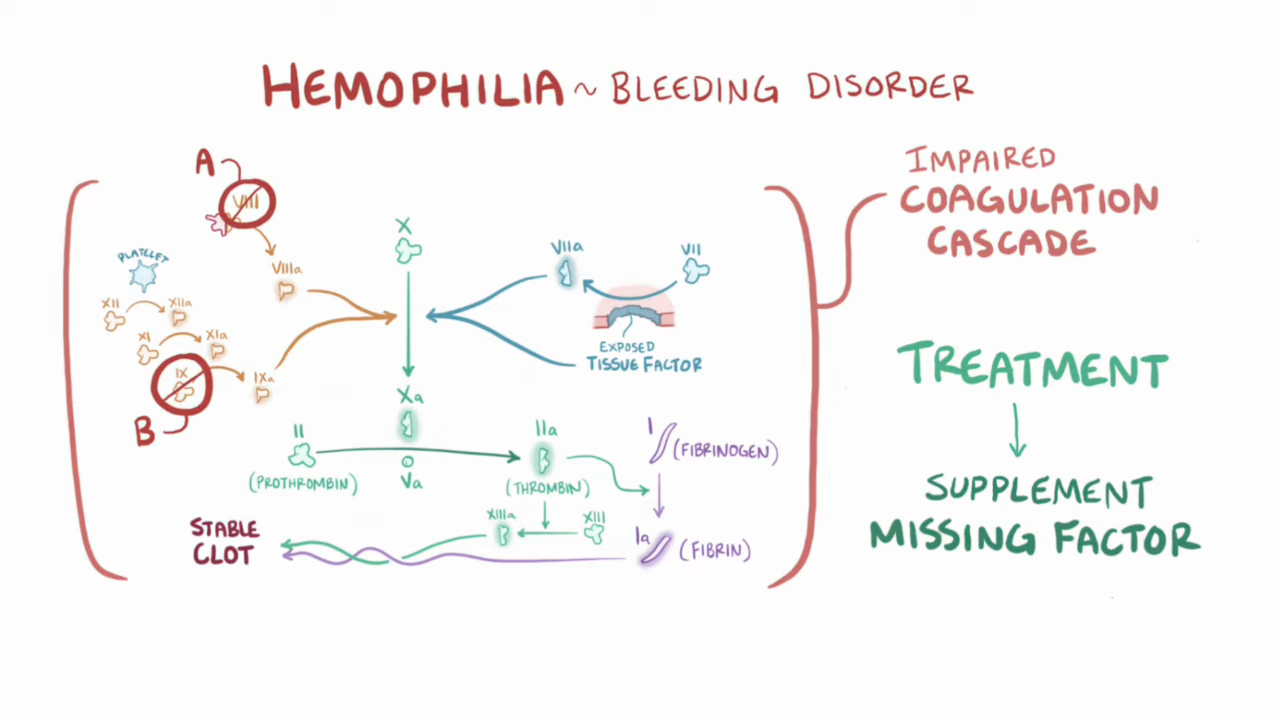 HEMOPHILIA ~ BLEEDING DISORDER
A
VIII
VIIIa
PLATELET
XII
XIIa
XI
XIa
IX
IXa
B
X
Xa
VIIa
VII
EXPOSED
TISSUE FACTOR
II
(PROTHROMBIN)
Va
IIa
(THROMBIN)
I
(FIBRINOGEN)
XIIIa
XIII
Ia
(FIBRIN)
STABLE
CLOT
IMPAIRED
COAGULATION
CASCADE
TREATMENT
SUPPLEMENT
MISSING FACTOR